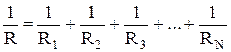 1/R = 1/R₁ + 1/R₂ + 1/R₃ + ... + 1/R_N